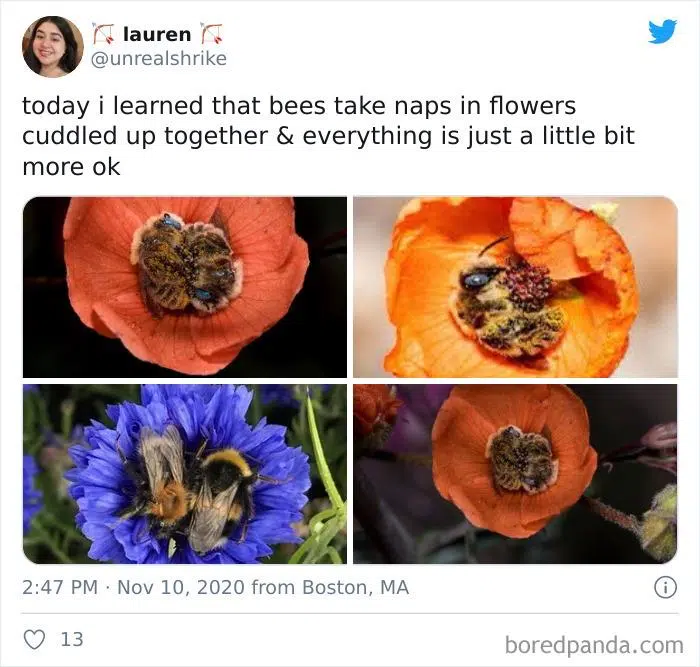 🏹 lauren 🏹
@unrealshrike
today i learned that bees take naps in flowers
cuddled up together & everything is just a little bit
more ok
2:47 PM · Nov 10, 2020 from Boston, MA
13
boredpanda.com